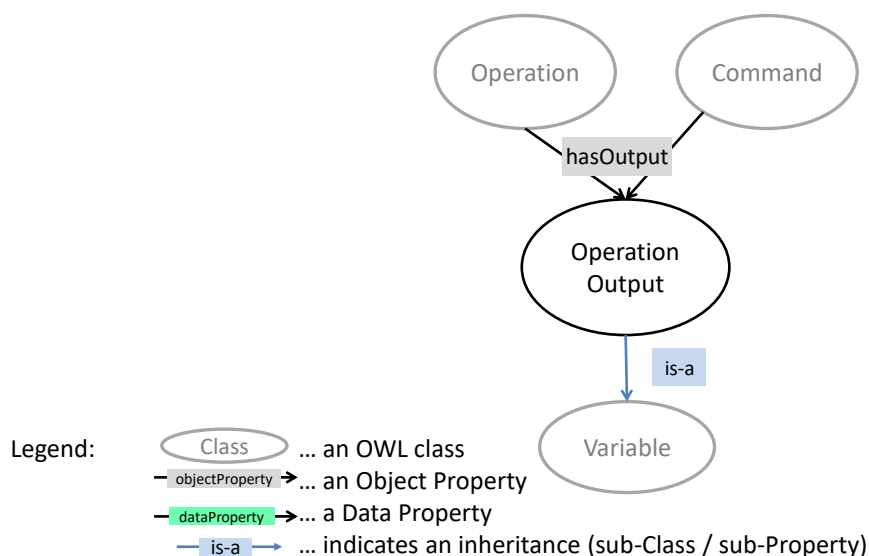 Operation
Command
hasOutput
Operation
Output
is-a
Variable
Legend:
Class
... an OWL class
objectProperty
... an Object Property
dataProperty
... a Data Property
is-a
... indicates an inheritance (sub-Class / sub-Property)